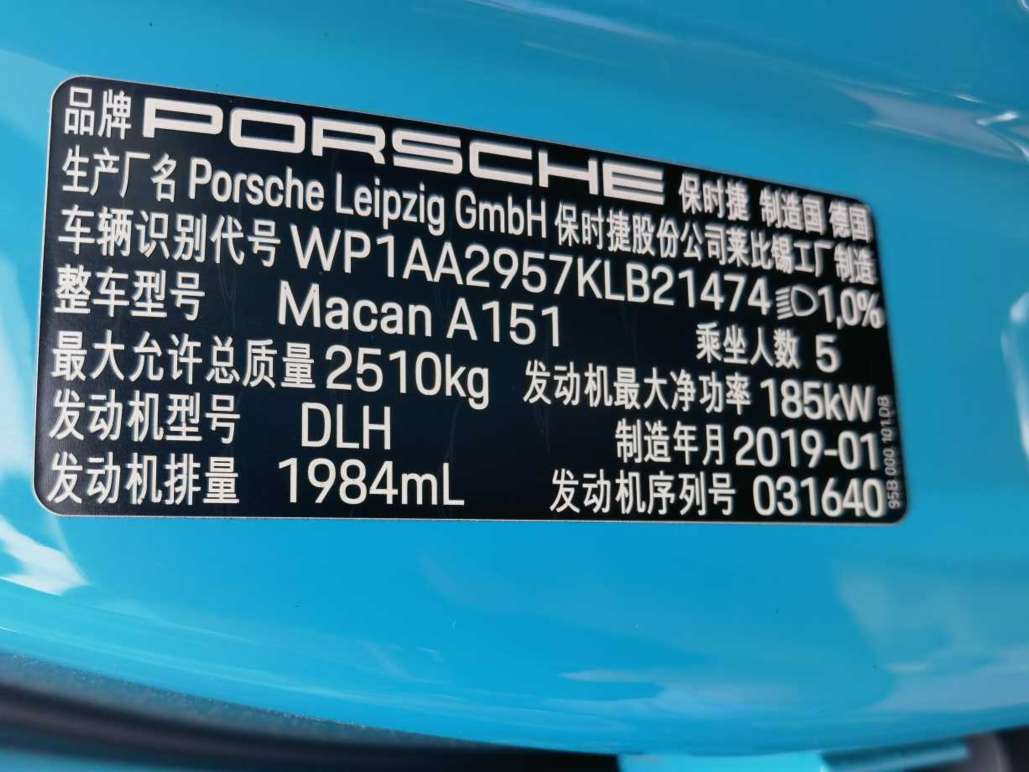 品牌 PORSCHE 保时捷 制造国 德国
生产厂名 Porsche Leipzig GmbH 保时捷股份公司莱比锡工厂制造
车辆识别代号 WP1AA2957KLB21474 1,0%
整车型号 Macan A151 乘坐人数 5
最大允许总质量 2510kg 发动机最大净功率 185kW
发动机型号 DLH 制造年月 2019-01
发动机排量 1984mL 发动机序列号 031640
95B 000 101 DB